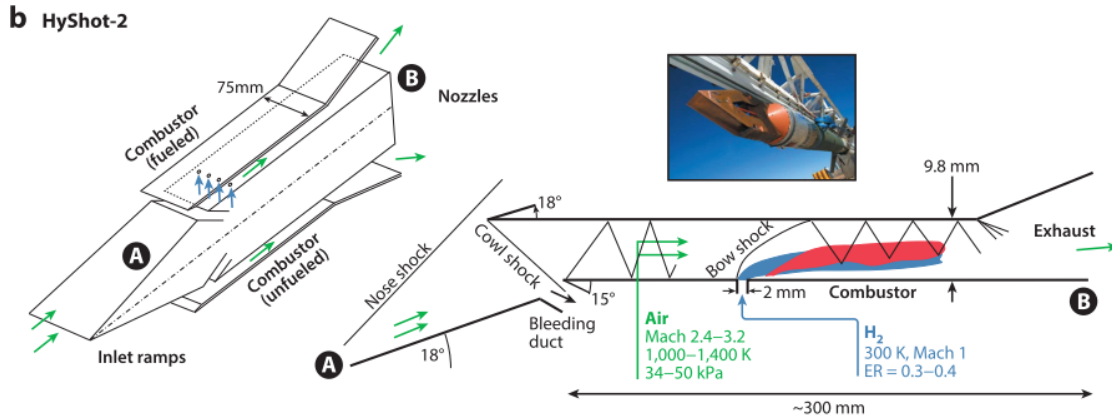 b HyShot-2
75mm
B
Nozzles
Combustor
(fueled)
A
Combustor
(unfueled)
Inlet ramps
Nose shock
18°
Cowl shock
15°
Bleeding
duct
A
18°
Air
Mach 2.4–3.2
1,000–1,400 K
34–50 kPa
Bow shock
2 mm
Combustor
H₂
300 K, Mach 1
ER = 0.3–0.4
9.8 mm
Exhaust
B
~300 mm